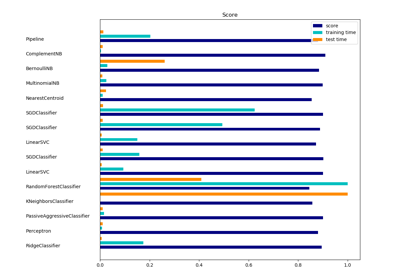 Score
score
training time
test time
Pipeline
ComplementNB
BernoulliNB
MultinomialNB
NearestCentroid
SGDClassifier
SGDClassifier
LinearSVC
SGDClassifier
LinearSVC
RandomForestClassifier
KNeighborsClassifier
PassiveAggressiveClassifier
Perceptron
RidgeClassifier
0.0 0.2 0.4 0.6 0.8 1.0